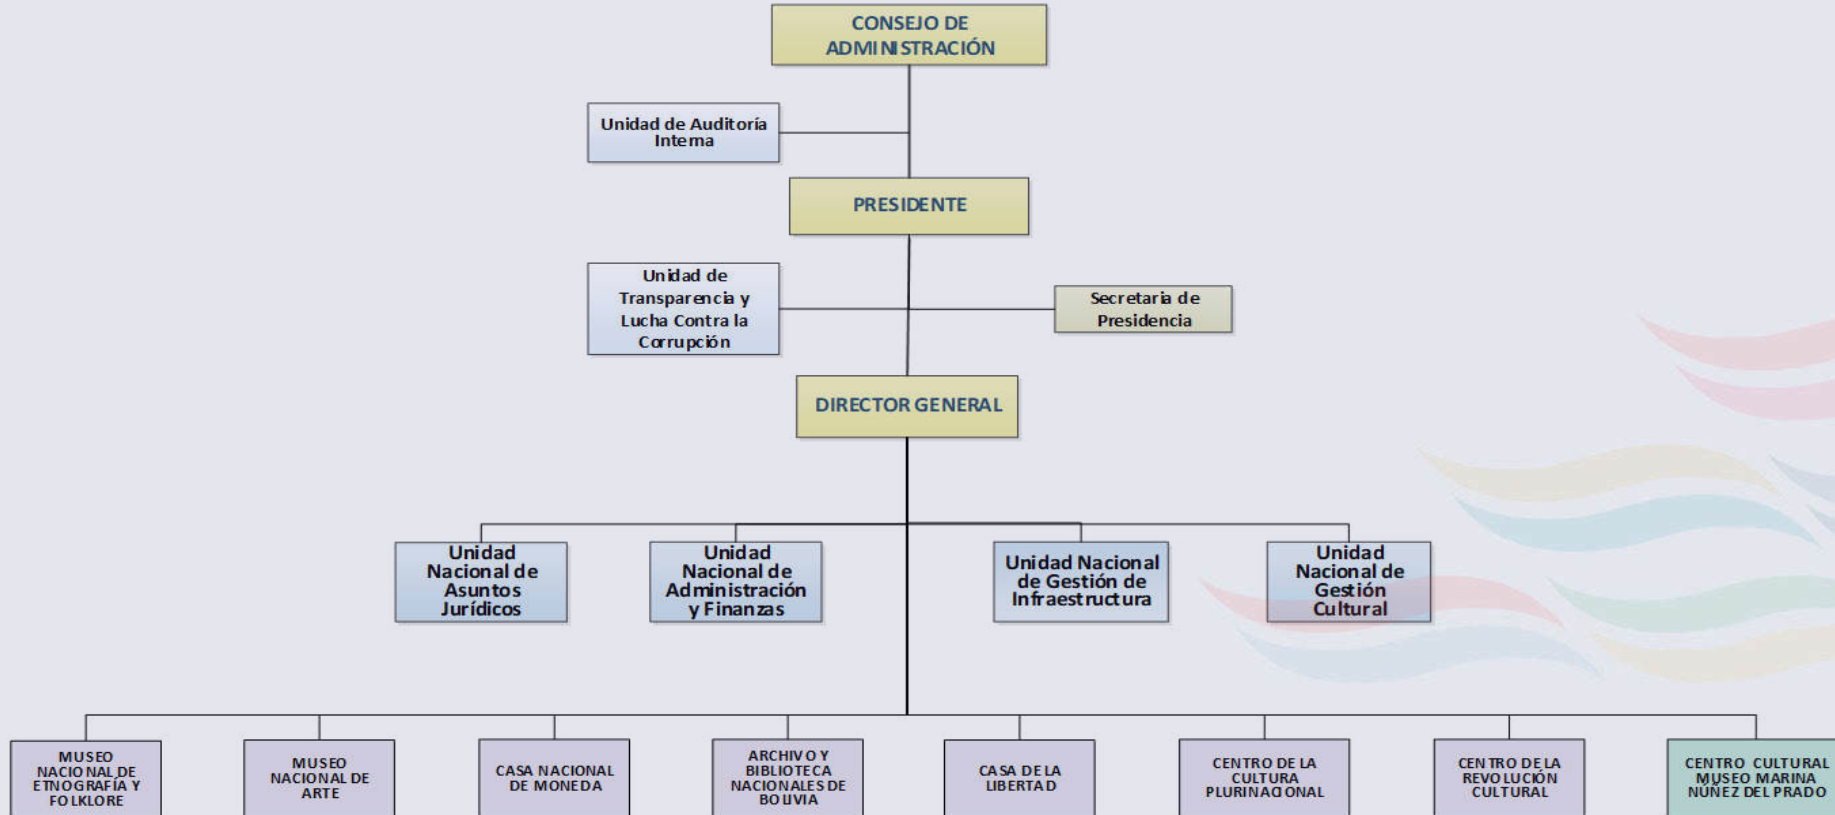 CONSEJO DE
ADMINISTRACIÓN
Unidad de Auditoría
Interna
PRESIDENTE
Unidad de
Transparencia y
Lucha Contra la
Corrupción
Secretaria de
Presidencia
DIRECTOR GENERAL
Unidad
Nacional de
Asuntos
Jurídicos
Unidad
Nacional de
Administración
y Finanzas
Unidad Nacional
de Gestión de
Infraestructura
Unidad
Nacional de
Gestión
Cultural
MUSEO
NACIONAL DE
ETNOGRAFÍA Y
FOLKLORE
MUSEO
NACIONAL DE
ARTE
CASA NACIONAL
DE MONEDA
ARCHIVO Y
BIBLIOTECA
NACIONALES DE
BOLIVIA
CASA DE LA
LIBERTAD
CENTRO DE LA
CULTURA
PLURINACIONAL
CENTRO DE LA
REVOLUCIÓN
CULTURAL
CENTRO CULTURAL
MUSEO MARINA
NÚÑEZ DEL PRADO